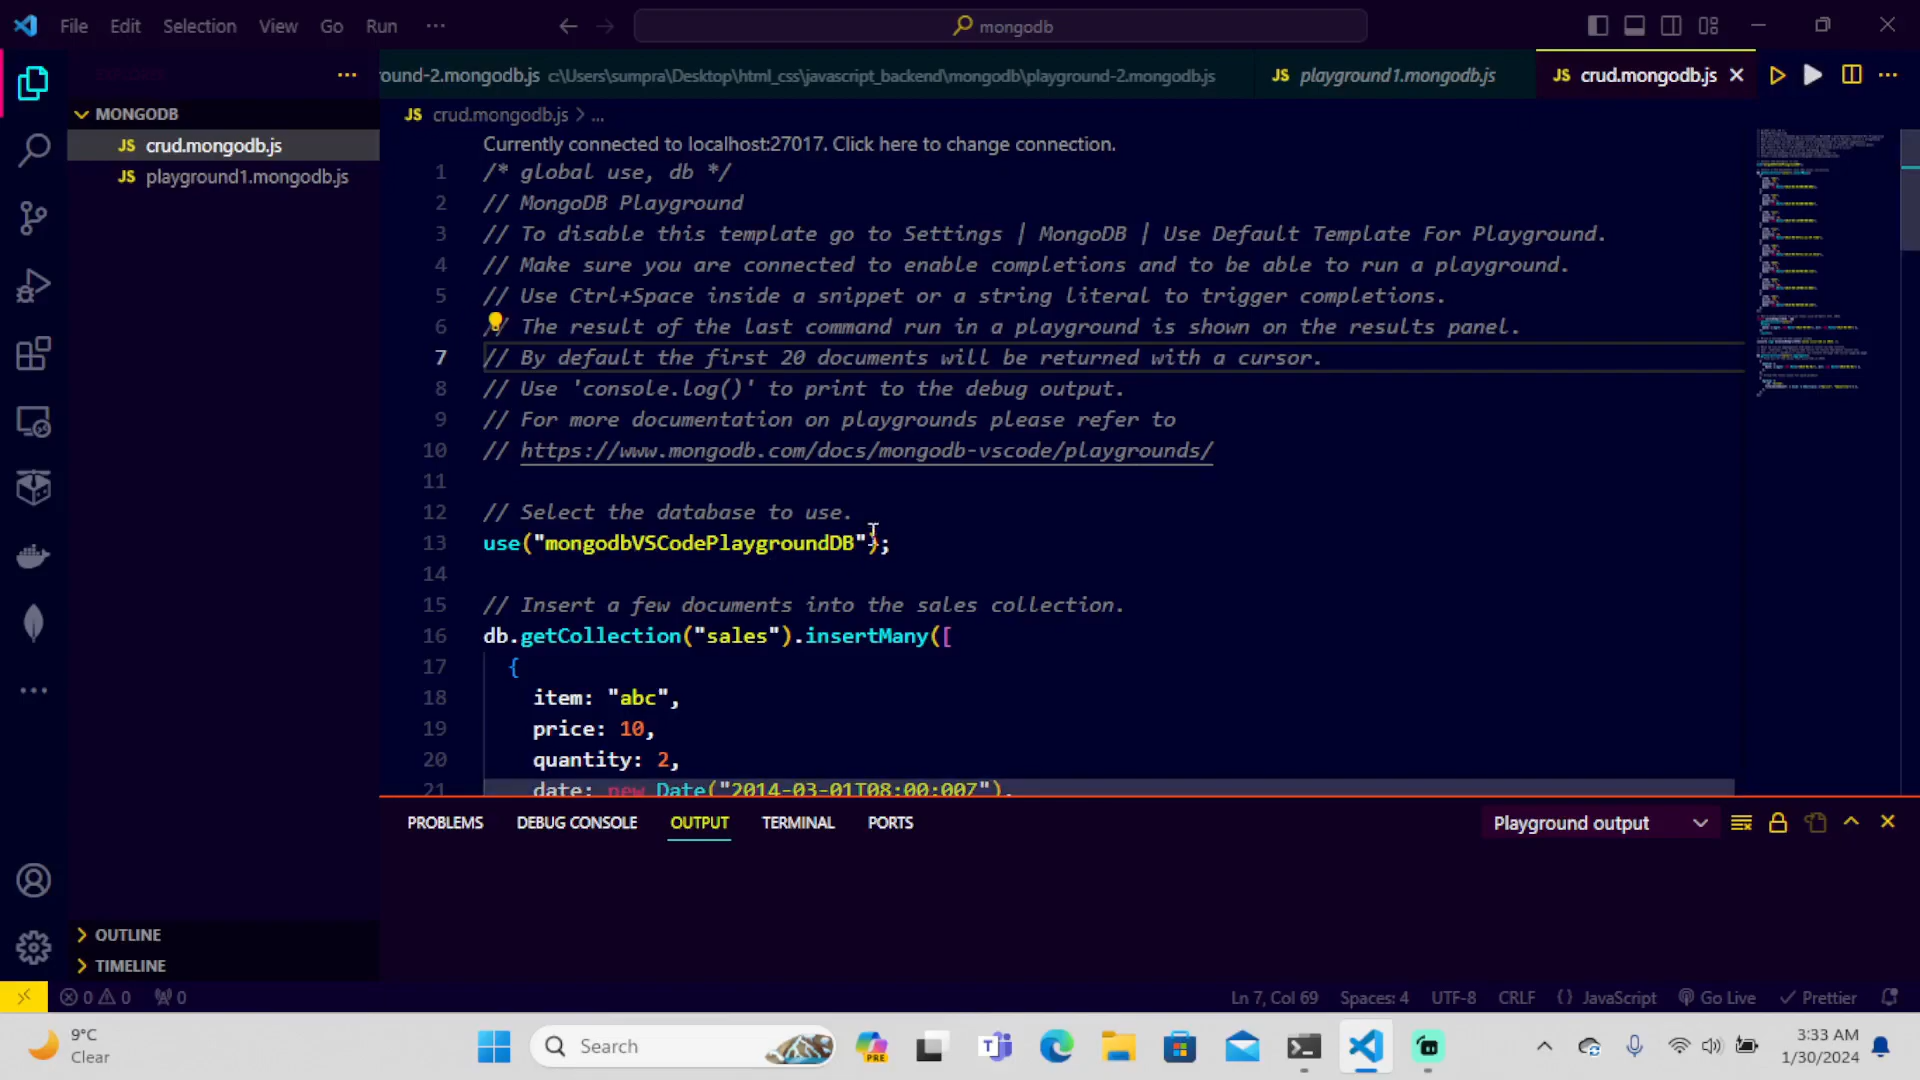 File Edit Selection View Go Run ··· mongodb
EXPLORER
round-2.mongodb.js c:\Users\sumpra\Desktop\html_css\javascript_backend\mongodb\playground-2.mongodb.js JS playground1.mongodb.js JS crud.mongodb.js
MONGODB
JS crud.mongodb.js
JS playground1.mongodb.js
JS crud.mongodb.js > ...
Currently connected to localhost:27017. Click here to change connection.
1 /* global use, db */
2 // MongoDB Playground
3 // To disable this template go to Settings | MongoDB | Use Default Template For Playground.
4 // Make sure you are connected to enable completions and to be able to run a playground.
5 // Use Ctrl+Space inside a snippet or a string literal to trigger completions.
6 // The result of the last command run in a playground is shown on the results panel.
7 // By default the first 20 documents will be returned with a cursor.
8 // Use 'console.log()' to print to the debug output.
9 // For more documentation on playgrounds please refer to
10 // https://www.mongodb.com/docs/mongodb-vscode/playgrounds/
11
12 // Select the database to use.
13 use("mongodbVSCodePlaygroundDB");
14
15 // Insert a few documents into the sales collection.
16 db.getCollection("sales").insertMany([
17 {
18 item: "abc",
19 price: 10,
20 quantity: 2,
21 date: new Date("2014-03-01T08:00:00Z"),
PROBLEMS DEBUG CONSOLE OUTPUT TERMINAL PORTS Playground output
OUTLINE
TIMELINE
0 0 0 Ln 7, Col 69 Spaces: 4 UTF-8 CRLF {} JavaScript Go Live Prettier
9°C
Clear
Search
PRE
3:33 AM
1/30/2024